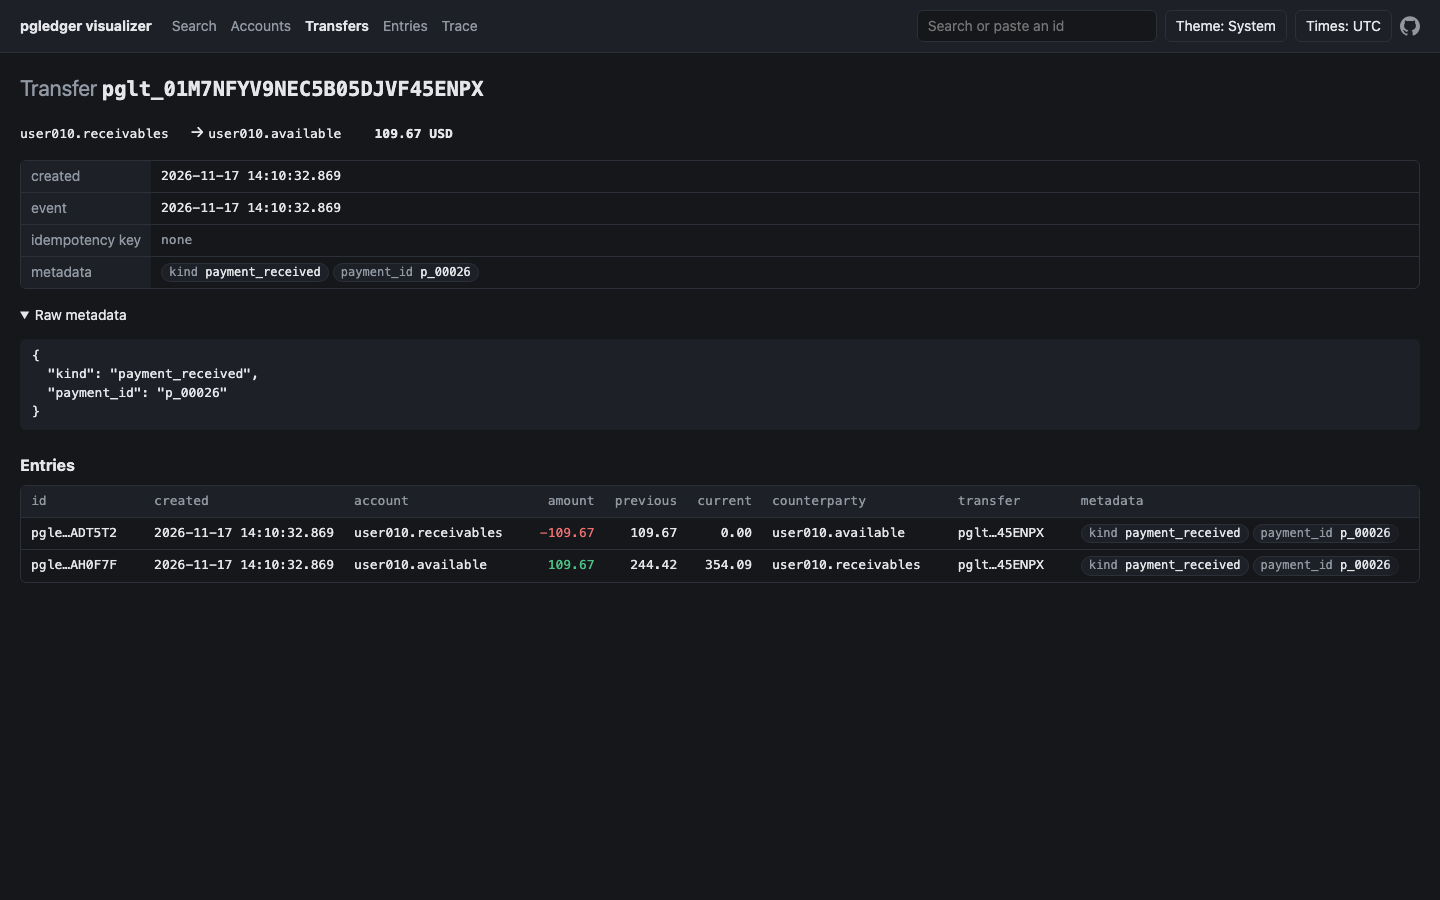 pgledger visualizer Search Accounts Transfers Entries Trace Search or paste an id Theme: System Times: UTC
Transfer pglt_01M7NFYV9NEC5B05DJVF45ENPX
user010.receivables → user010.available 109.67 USD
created 2026-11-17 14:10:32.869
event 2026-11-17 14:10:32.869
idempotency key none
metadata kind payment_received payment_id p_00026
▼ Raw metadata
{
"kind": "payment_received",
"payment_id": "p_00026"
}
Entries
id created account amount previous current counterparty transfer metadata
pgle…ADT5T2 2026-11-17 14:10:32.869 user010.receivables -109.67 109.67 0.00 user010.available pglt…45ENPX kind payment_received payment_id p_00026
pgle…AH0F7F 2026-11-17 14:10:32.869 user010.available 109.67 244.42 354.09 user010.receivables pglt…45ENPX kind payment_received payment_id p_00026